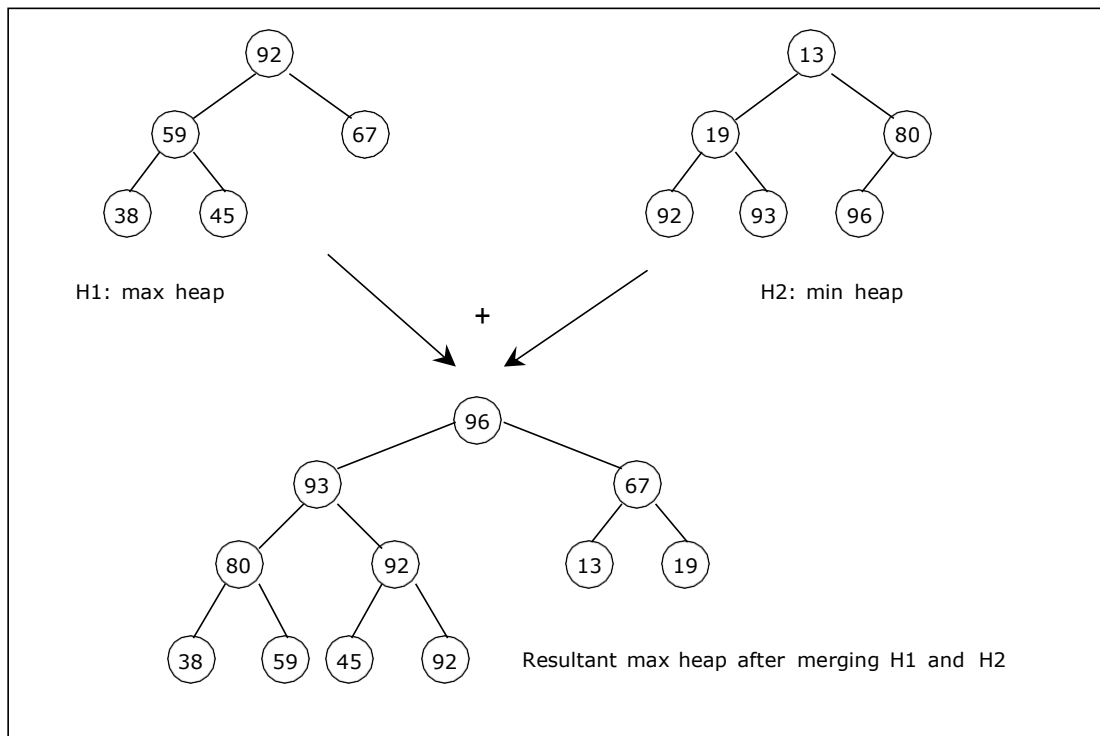 92 13
59 67 19 80
38 45 92 93 96
H1: max heap H2: min heap
+
96
93 67
80 92 13 19
38 59 45 92 Resultant max heap after merging H1 and H2